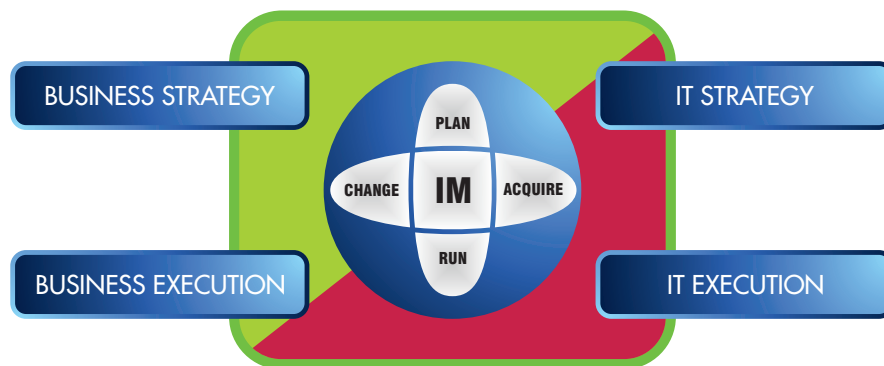 BUSINESS STRATEGY
IT STRATEGY
PLAN
CHANGE
IM
ACQUIRE
RUN
BUSINESS EXECUTION
IT EXECUTION